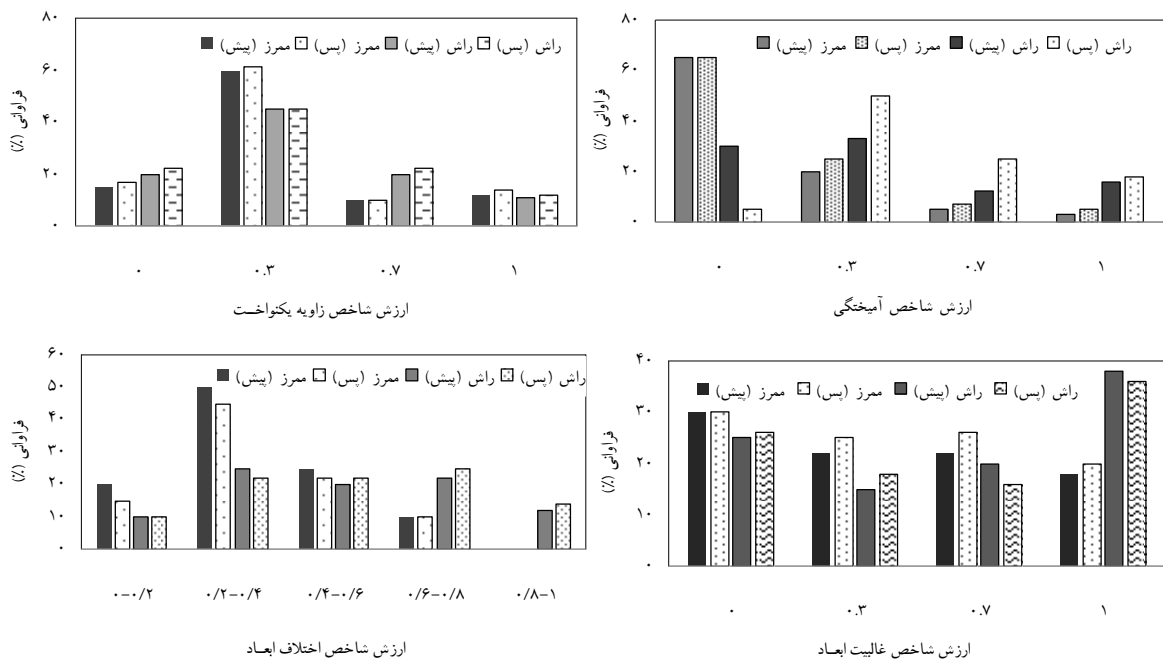 ۸۰
۶۰
۴۰
۲۰
۰
فراوانی (٪)
ممرز (پیش) ممرز (پس) راش (پیش) راش (پس)
۰ ۰.۳ ۰.۷ ۱
ارزش شاخص زاویه یکنواخت
۸۰
۶۰
۴۰
۲۰
۰
فراوانی (٪)
ممرز (پیش) ممرز (پس) راش (پیش) راش (پس)
۰ ۰.۳ ۰.۷ ۱
ارزش شاخص آمیختگی
۶۰
۵۰
۴۰
۳۰
۲۰
۱۰
۰
فراوانی (٪)
ممرز (پیش) ممرز (پس) راش (پیش) راش (پس)
۰-۰/۲ ۰/۲-۰/۴ ۰/۴-۰/۶ ۰/۶-۰/۸ ۰/۸-۱
ارزش شاخص اختلاف ابعاد
۴۰
۳۰
۲۰
۱۰
۰
فراوانی (٪)
ممرز (پیش) ممرز (پس) راش (پیش) راش (پس)
۰ ۰.۳ ۰.۷ ۱
ارزش شاخص غالبیت ابعاد